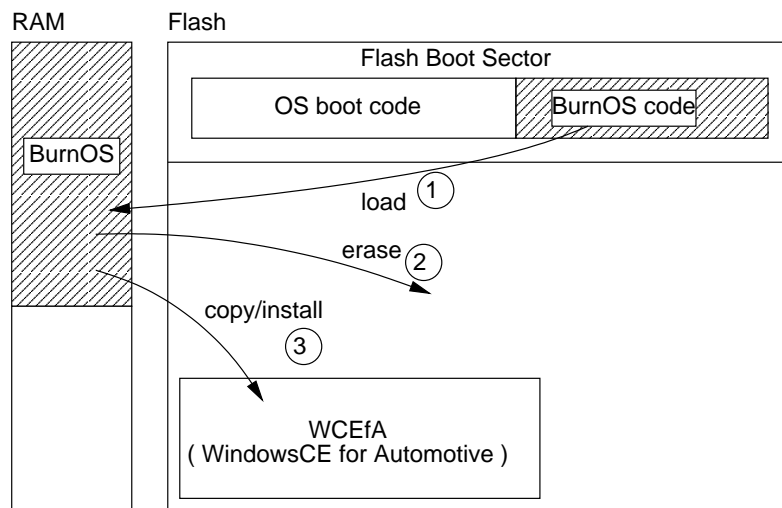 RAM
Flash
Flash Boot Sector
OS boot code
BurnOS code
BurnOS
load
1
erase
2
copy/install
3
WCEfA
( WindowsCE for Automotive )